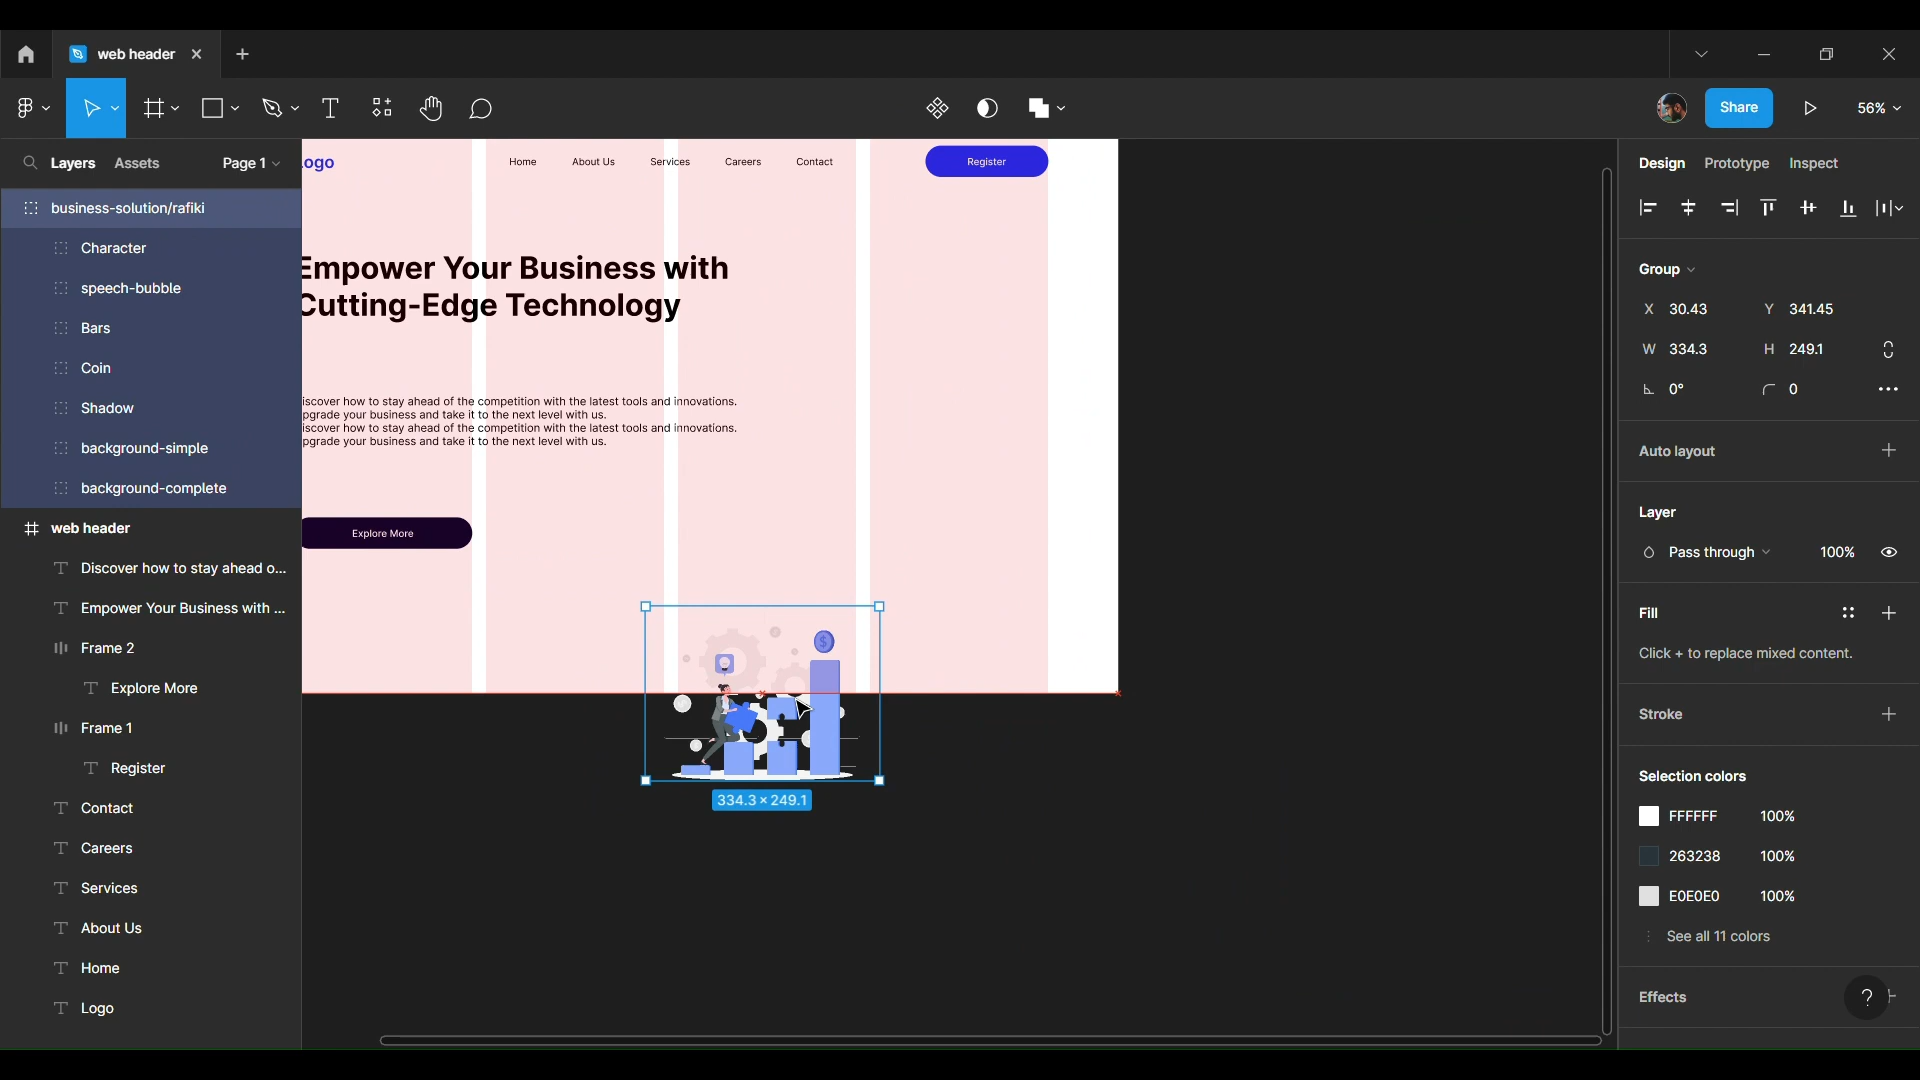 web header
Share
56%
Layers
Assets
Page 1
business-solution/rafiki
Character
speech-bubble
Bars
Coin
Shadow
background-simple
background-complete
web header
Discover how to stay ahead o...
Empower Your Business with ...
Frame 2
Explore More
Frame 1
Register
Contact
Careers
Services
About Us
Home
Logo
ogo
Home
About Us
Services
Careers
Contact
Register
Empower Your Business with
Cutting-Edge Technology
iscover how to stay ahead of the competition with the latest tools and innovations.
pgrade your business and take it to the next level with us.
iscover how to stay ahead of the competition with the latest tools and innovations.
pgrade your business and take it to the next level with us.
Explore More
$
334.3 × 249.1
Design
Prototype
Inspect
Group
X 30.43
Y 341.45
W 334.3
H 249.1
0°
0
Auto layout
Layer
Pass through
100%
Fill
Click + to replace mixed content.
Stroke
Selection colors
FFFFFF 100%
263238 100%
E0E0E0 100%
See all 11 colors
Effects
?